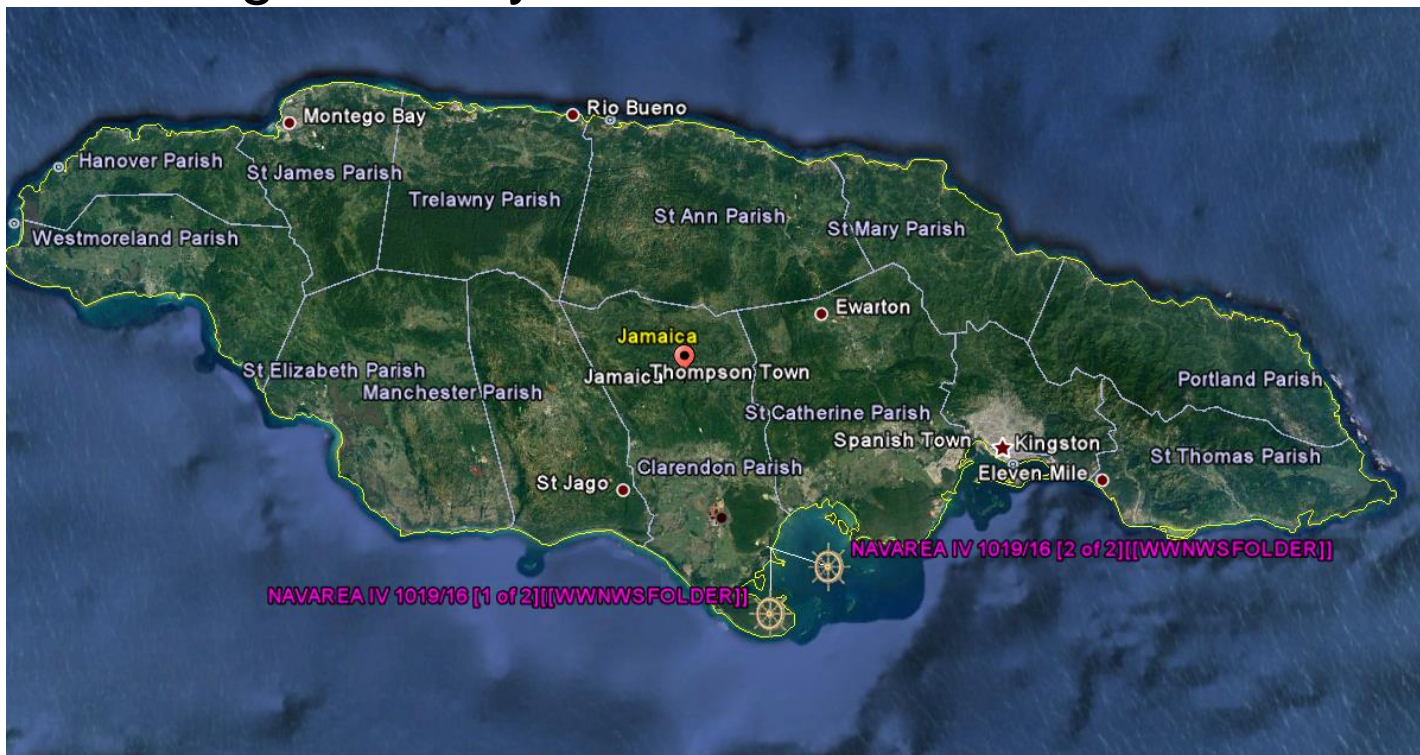 Montego Bay
Rio Bueno
Hanover Parish
St James Parish
Trelawny Parish
St Ann Parish
St Mary Parish
Westmoreland Parish
Ewarton
Jamaica
St Elizabeth Parish
Jamaica
Thompson Town
Manchester Parish
Portland Parish
St Catherine Parish
Spanish Town
Kingston
St Thomas Parish
Clarendon Parish
Eleven Mile
St Jago
NAVAREA IV 1019/16 [2 of 2][[WWNWSFOLDER]]
NAVAREA IV 1019/16 [1 of 2][[WWNWSFOLDER]]